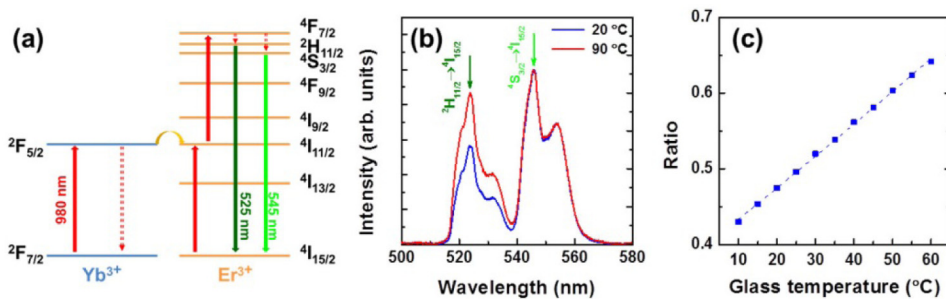 (a)
⁴F₇/₂
²H₁₁/₂
⁴S₃/₂
⁴F₉/₂
⁴I₉/₂
²F₅/₂
⁴I₁₁/₂
⁴I₁₃/₂
980 nm
525 nm
545 nm
²F₇/₂
⁴I₁₅/₂
Yb³⁺
Er³⁺
(b)
20 °C
90 °C
²H₁₁/₂→⁴I₁₅/₂
⁴S₃/₂→⁴I₁₅/₂
Intensity (arb. units)
500 520 540 560 580
Wavelength (nm)
(c)
Ratio
0.8
0.6
0.4
10 20 30 40 50 60
Glass temperature (°C)